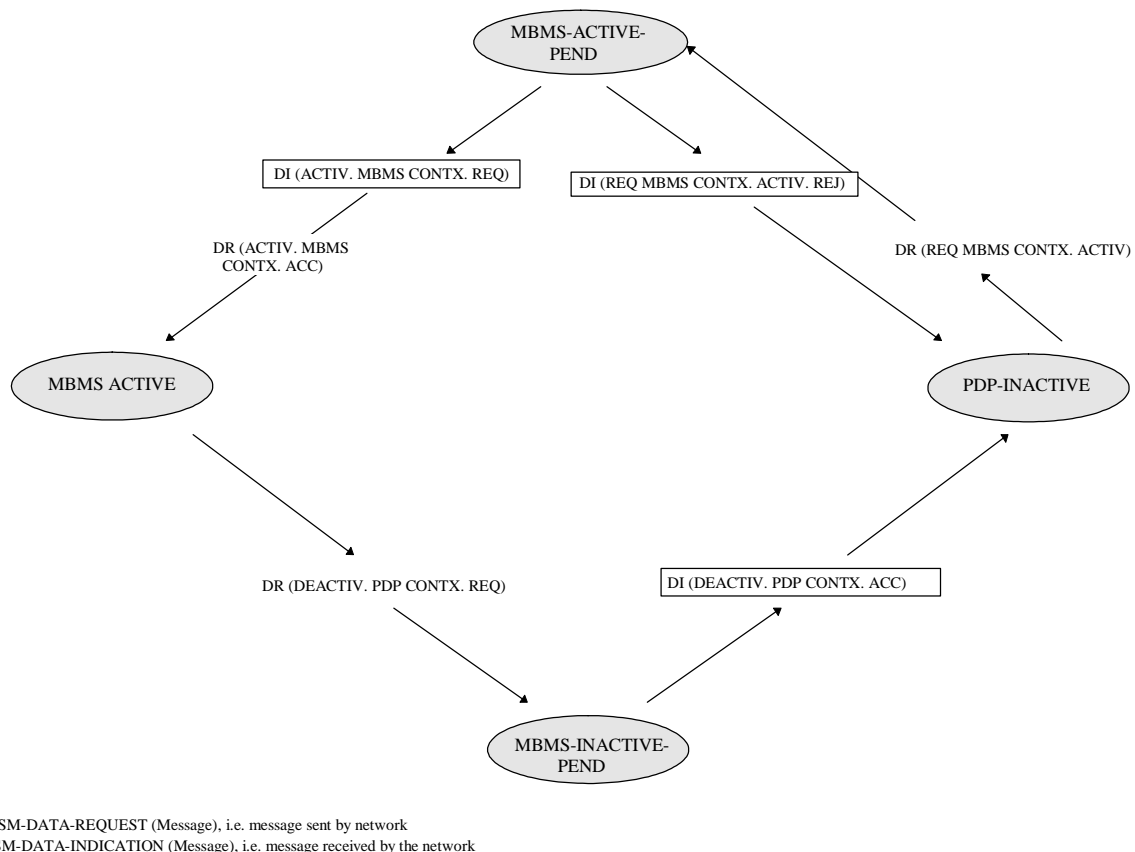 MBMS-ACTIVE-
PEND
DI (ACTIV. MBMS CONTX. REQ)
DI (REQ MBMS CONTX. ACTIV. REJ)
DR (ACTIV. MBMS
CONTX. ACC)
DR (REQ MBMS CONTX. ACTIV)
MBMS ACTIVE
PDP-INACTIVE
DR (DEACTIV. PDP CONTX. REQ)
DI (DEACTIV. PDP CONTX. ACC)
MBMS-INACTIVE-
PEND
SM-DATA-REQUEST (Message), i.e. message sent by network
SM-DATA-INDICATION (Message), i.e. message received by the network